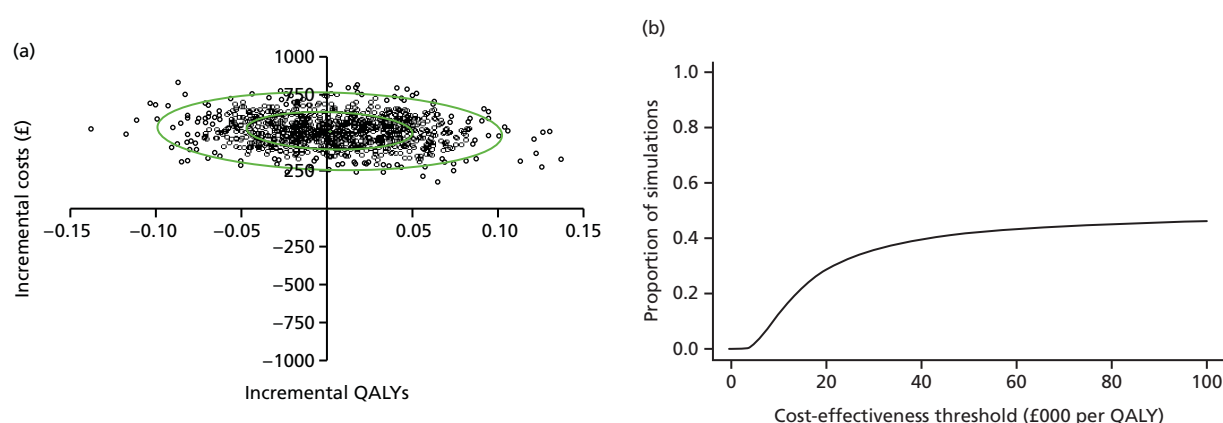 (a)
1000
750
250
−0.15 −0.10 −0.05 0.05 0.10 0.15
−250
−500
−750
−1000
Incremental costs (£)
Incremental QALYs
(b)
1.0
0.8
0.6
0.4
0.2
0.0
0 20 40 60 80 100
Proportion of simulations
Cost-effectiveness threshold (£000 per QALY)